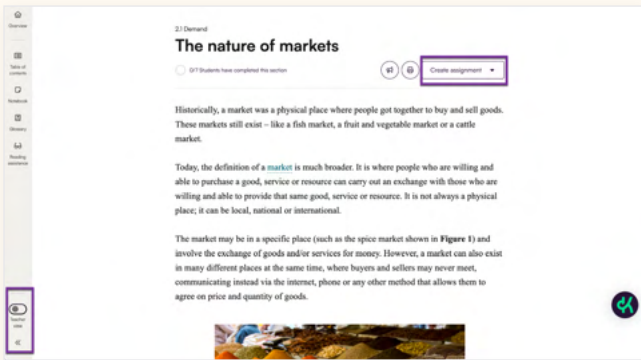 Overview
2.1 Demand
The nature of markets
Table of
contents
0/7 Students have completed this section
Create assignment
Notebook
Glossary
Reading
assistance
Historically, a market was a physical place where people got together to buy and sell goods.
These markets still exist – like a fish market, a fruit and vegetable market or a cattle
market.
Today, the definition of a market is much broader. It is where people who are willing and
able to purchase a good, service or resource can carry out an exchange with those who are
willing and able to provide that same good, service or resource. It is not always a physical
place; it can be local, national or international.
The market may be in a specific place (such as the spice market shown in Figure 1) and
involve the exchange of goods and/or services for money. However, a market can also exist
in many different places at the same time, where buyers and sellers may never meet,
communicating instead via the internet, phone or any other method that allows them to
agree on price and quantity of goods.
Teacher
view